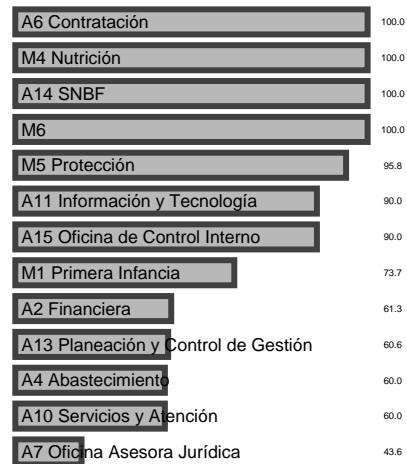 A6 Contratación 100.0
M4 Nutrición 100.0
A14 SNBF 100.0
M6 100.0
M5 Protección 95.8
A11 Información y Tecnología 90.0
A15 Oficina de Control Interno 90.0
M1 Primera Infancia 73.7
A2 Financiera 61.3
A13 Planeación y Control de Gestión 60.6
A4 Abastecimiento 60.0
A10 Servicios y Atención 60.0
A7 Oficina Asesora Jurídica 43.6